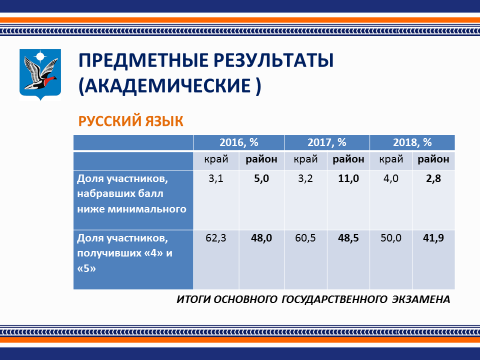 ПРЕДМЕТНЫЕ РЕЗУЛЬТАТЫ
(АКАДЕМИЧЕСКИЕ )
РУССКИЙ ЯЗЫК
2016, % 2017, % 2018, %
край район край район край район
Доля участников, набравших балл ниже минимального 3,1 5,0 3,2 11,0 4,0 2,8
Доля участников, получивших «4» и «5» 62,3 48,0 60,5 48,5 50,0 41,9
ИТОГИ ОСНОВНОГО ГОСУДАРСТВЕННОГО ЭКЗАМЕНА